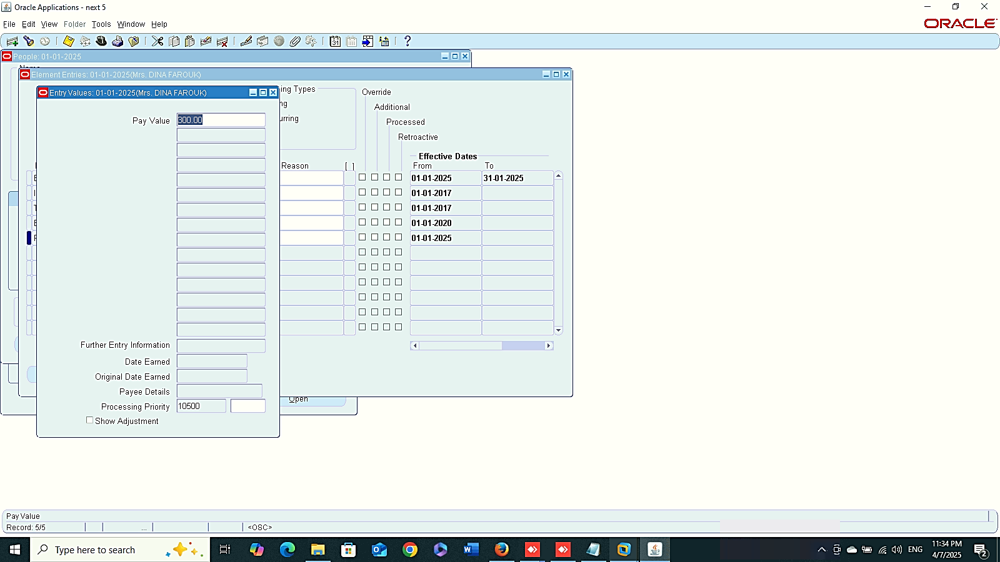 Oracle Applications - next 5
File Edit View Folder Tools Window Help
ORACLE
People: 01-01-2025
Element Entries: 01-01-2025(Mrs. DINA FAROUK)
Entry Values: 01-01-2025(Mrs. DINA FAROUK)
Override
Additional
Processed
Retroactive
Pay Value 300.00
Effective Dates
Reason [ ] From To
01-01-2025 31-01-2025
01-01-2017
01-01-2017
01-01-2020
01-01-2025
Further Entry Information
Date Earned
Original Date Earned
Payee Details
Processing Priority 10500
Show Adjustment
Open
Pay Value
Record: 5/5 ... <OSC>
Type here to search
ENG
11:34 PM
4/7/2025
2